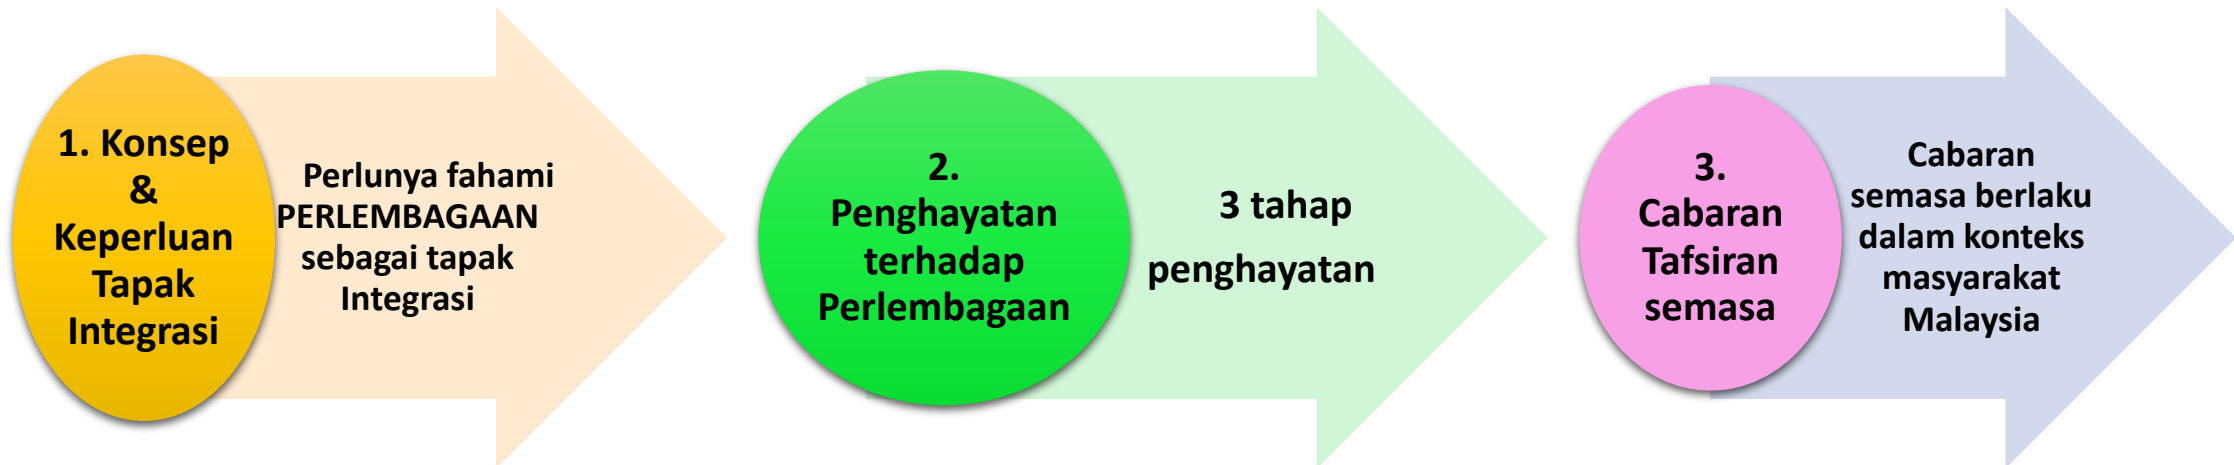 1. Konsep
&
Keperluan
Tapak
Integrasi
Perlunya fahami
PERLEMBAGAAN
sebagai tapak
Integrasi
2.
Penghayatan
terhadap
Perlembagaan
3 tahap
penghayatan
3.
Cabaran
Tafsiran
semasa
Cabaran
semasa berlaku
dalam konteks
masyarakat
Malaysia